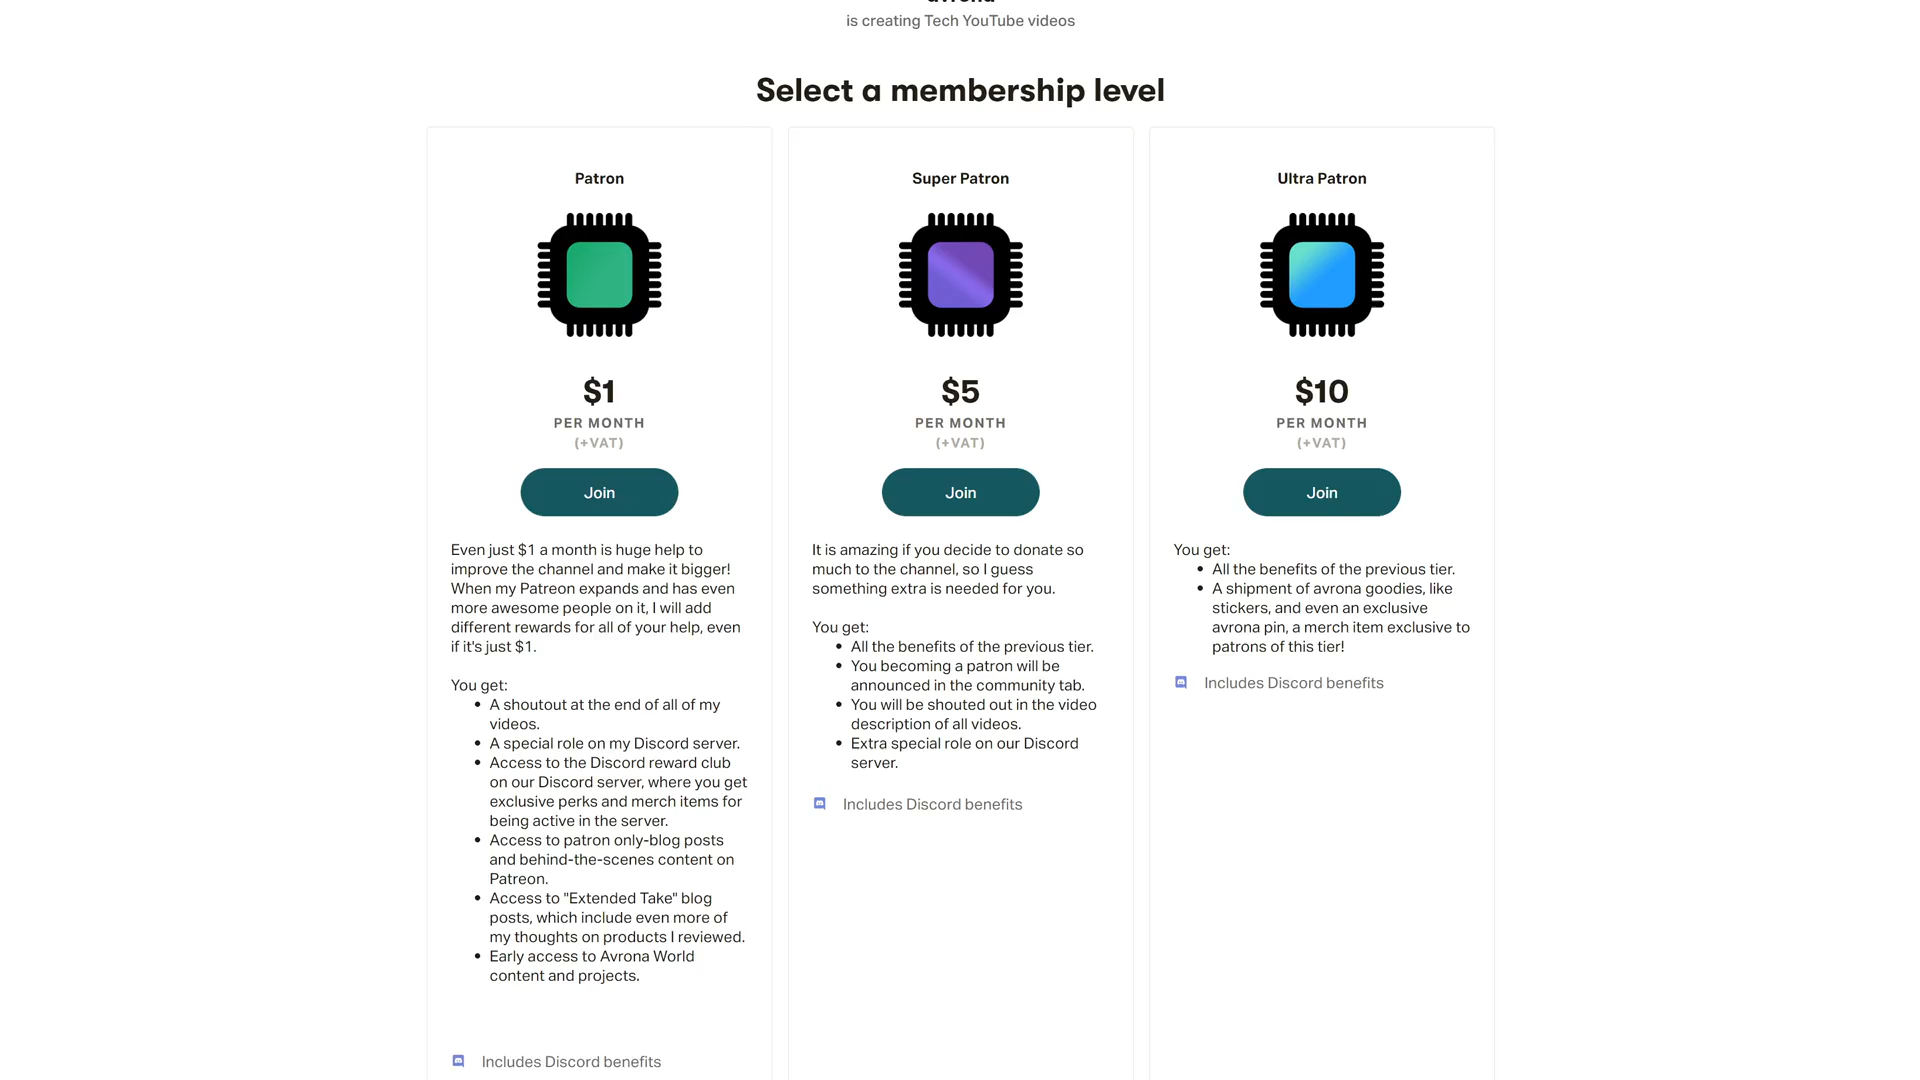 avrona
is creating Tech YouTube videos
Select a membership level
Patron
$1
PER MONTH
(+VAT)
Join
Even just $1 a month is huge help to
improve the channel and make it bigger!
When my Patreon expands and has even
more awesome people on it, I will add
different rewards for all of your help, even
if it's just $1.
You get:
A shoutout at the end of all of my
videos.
A special role on my Discord server.
Access to the Discord reward club
on our Discord server, where you get
exclusive perks and merch items for
being active in the server.
Access to patron only-blog posts
and behind-the-scenes content on
Patreon.
Access to "Extended Take" blog
posts, which include even more of
my thoughts on products I reviewed.
Early access to Avrona World
content and projects.
Includes Discord benefits
Super Patron
$5
PER MONTH
(+VAT)
Join
It is amazing if you decide to donate so
much to the channel, so I guess
something extra is needed for you.
You get:
All the benefits of the previous tier.
You becoming a patron will be
announced in the community tab.
You will be shouted out in the video
description of all videos.
Extra special role on our Discord
server.
Includes Discord benefits
Ultra Patron
$10
PER MONTH
(+VAT)
Join
You get:
All the benefits of the previous tier.
A shipment of avrona goodies, like
stickers, and even an exclusive
avrona pin, a merch item exclusive to
patrons of this tier!
Includes Discord benefits